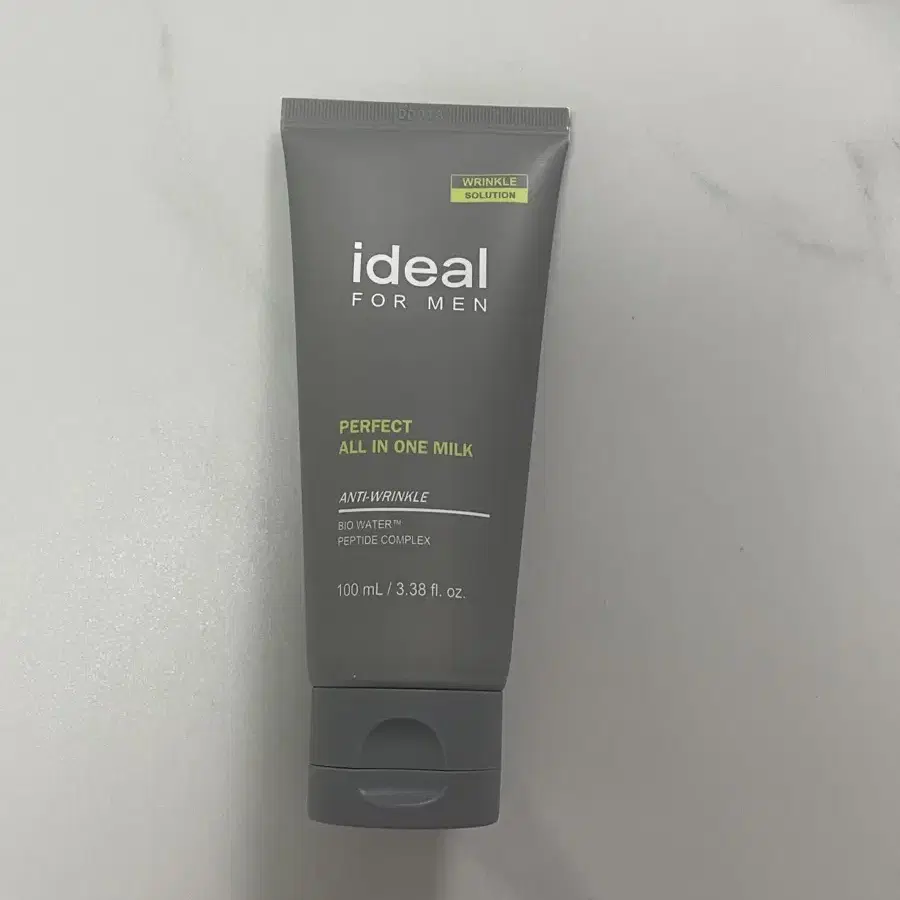 WRINKLE
SOLUTION
ideal
FOR MEN
PERFECT
ALL IN ONE MILK
ANTI-WRINKLE
BIO WATER™
PEPTIDE COMPLEX
100 mL / 3.38 fl. oz.